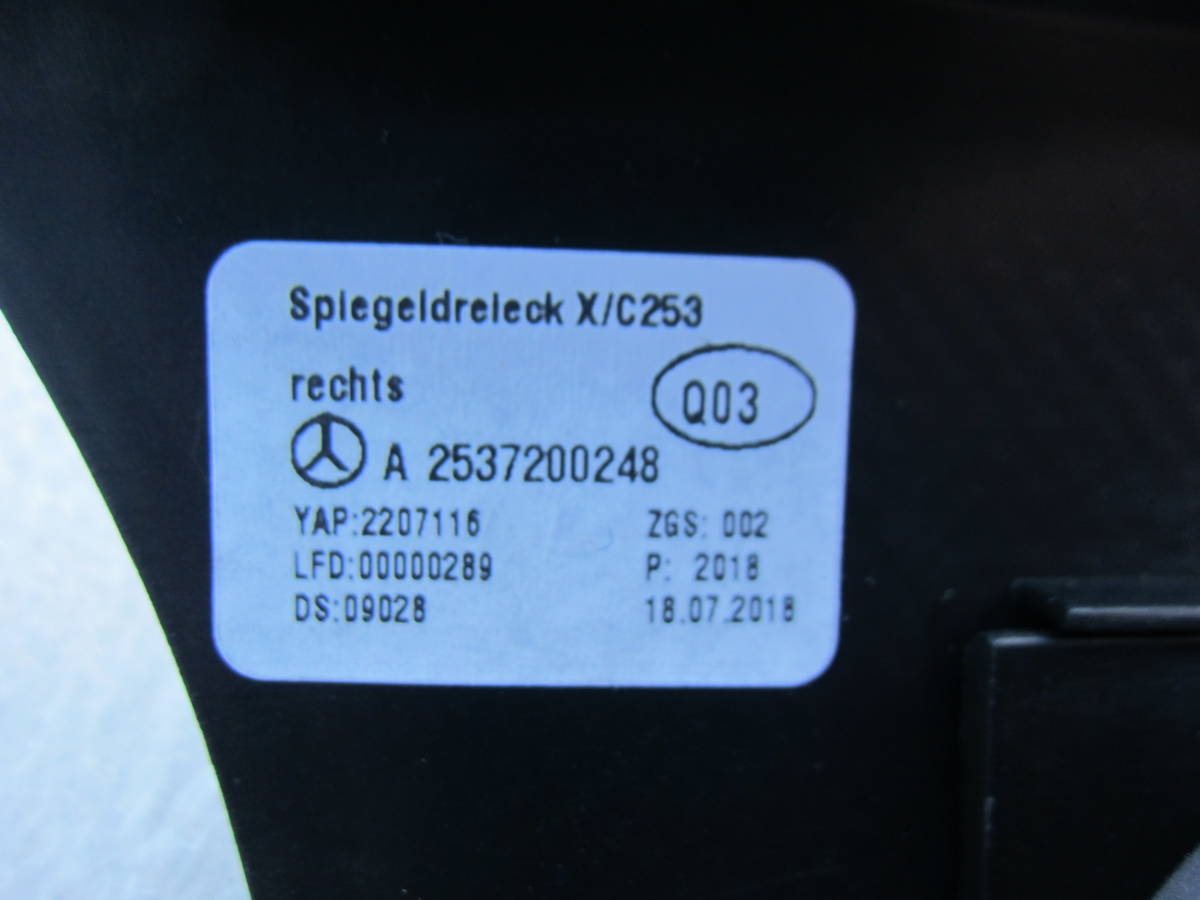 Spiegeldreieck X/C253
rechts
Q03
A 2537200248
YAP:2207116 ZGS: 002
LFD:00000289 P: 2018
DS:09028 18.07.2018